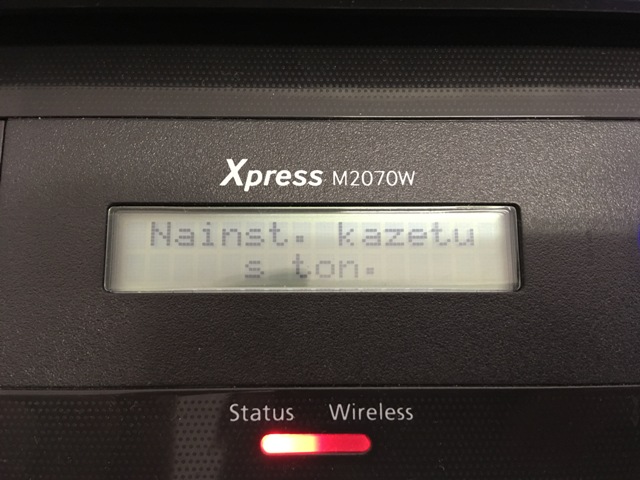 Xpress M2070W
Nainst. kazetu
s ton.
Status Wireless